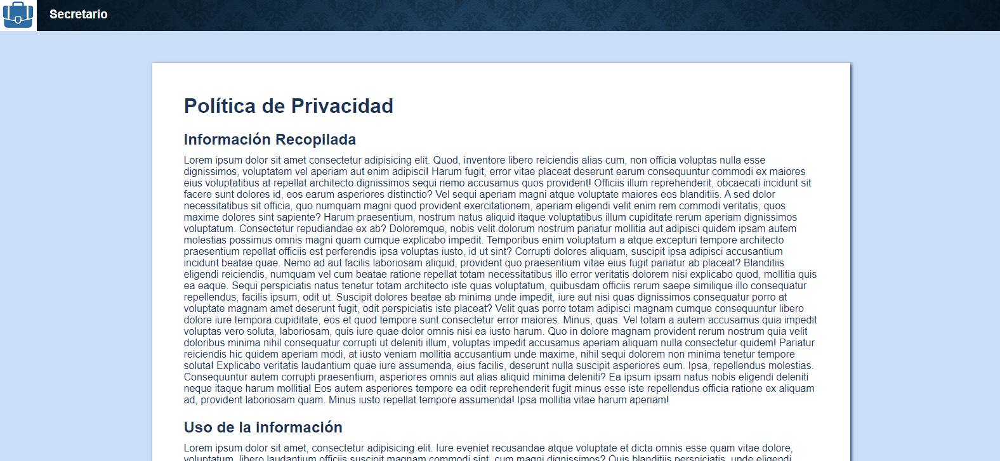 Secretario
Política de Privacidad
Información Recopilada
Lorem ipsum dolor sit amet consectetur adipisicing elit. Quod, inventore libero reiciendis alias cum, non officia voluptas nulla esse
dignissimos, voluptatem vel aperiam aut enim adipisci! Harum fugit, error vitae placeat deserunt earum consequuntur commodi ex maiores
eius voluptatibus at repellat architecto dignissimos sequi nemo accusamus quos provident! Officiis illum reprehenderit, obcaecati incidunt sit
facere sunt dolores id, eos earum asperiores distinctio? Vel sequi aperiam magni atque voluptate maiores eos blanditiis. A sed dolor
necessitatibus sit officia, quo numquam magni quod provident exercitationem, aperiam eligendi velit enim rem commodi veritatis, quos
maxime dolores sint sapiente? Harum praesentium, nostrum natus aliquid itaque voluptatibus illum cupiditate rerum aperiam dignissimos
voluptatum. Consectetur repudiandae ex ab? Doloremque, nobis velit dolorum nostrum pariatur mollitia aut adipisci quidem ipsam autem
molestias possimus omnis magni quam cumque explicabo impedit. Temporibus enim voluptatum a atque excepturi tempore architecto
praesentium repellat officiis est perferendis ipsa voluptas iusto, id ut sint? Corrupti dolores aliquam, suscipit ipsa adipisci accusantium
incidunt beatae quae. Nemo ad aut facilis laboriosam aliquid, provident quo praesentium vitae eius fugit pariatur ab placeat? Blanditiis
eligendi reiciendis, numquam vel cum beatae ratione repellat totam necessitatibus illo error veritatis dolorem nisi explicabo quod, mollitia quis
ea eaque. Sequi perspiciatis natus tenetur totam architecto iste quas voluptatum, quibusdam officiis rerum saepe similique illo consequatur
repellendus, facilis ipsum, odit ut. Suscipit dolores beatae ab minima unde impedit, iure aut nisi quas dignissimos consequatur porro at
voluptate magnam amet deserunt fugit, odit perspiciatis iste placeat? Velit quas porro totam adipisci magnam cumque consequuntur libero
dolore iure tempora cupiditate, eos et quod tempore sunt consectetur error maiores. Minus, quas. Vel totam a autem accusamus quia impedit
voluptas vero soluta, laboriosam, quis iure quae dolor omnis nisi ea iusto harum. Quo in dolore magnam provident rerum nostrum quia velit
doloribus minima nihil consequatur corrupti ut deleniti illum, voluptas impedit accusamus aperiam aliquam nulla consectetur quidem! Pariatur
reiciendis hic quidem aperiam modi, at iusto veniam mollitia accusantium unde maxime, nihil sequi dolorem non minima tenetur tempore
soluta! Explicabo veritatis laudantium quae iure assumenda, eius facilis, deserunt nulla suscipit asperiores eum. Ipsa, repellendus molestias.
Consequuntur autem corrupti praesentium, asperiores omnis aut alias aliquid minima deleniti? Ea ipsum ipsam natus nobis eligendi deleniti
neque itaque harum mollitia! Eos autem asperiores tempore ea odit reprehenderit fugit minus esse iste repellendus officia ratione ex aliquam
ad, provident laboriosam quam. Minus iusto repellat tempore assumenda! Ipsa mollitia vitae harum aperiam!
Uso de la información
Lorem ipsum dolor sit amet, consectetur adipisicing elit. Iure eveniet recusandae atque voluptate et dicta omnis esse quam vitae dolore,
voluptatum, libero laudantium officiis suscipit magnam commodi sint, cum magni dignissimos? Quis blanditiis perspiciatis, unde eligendi